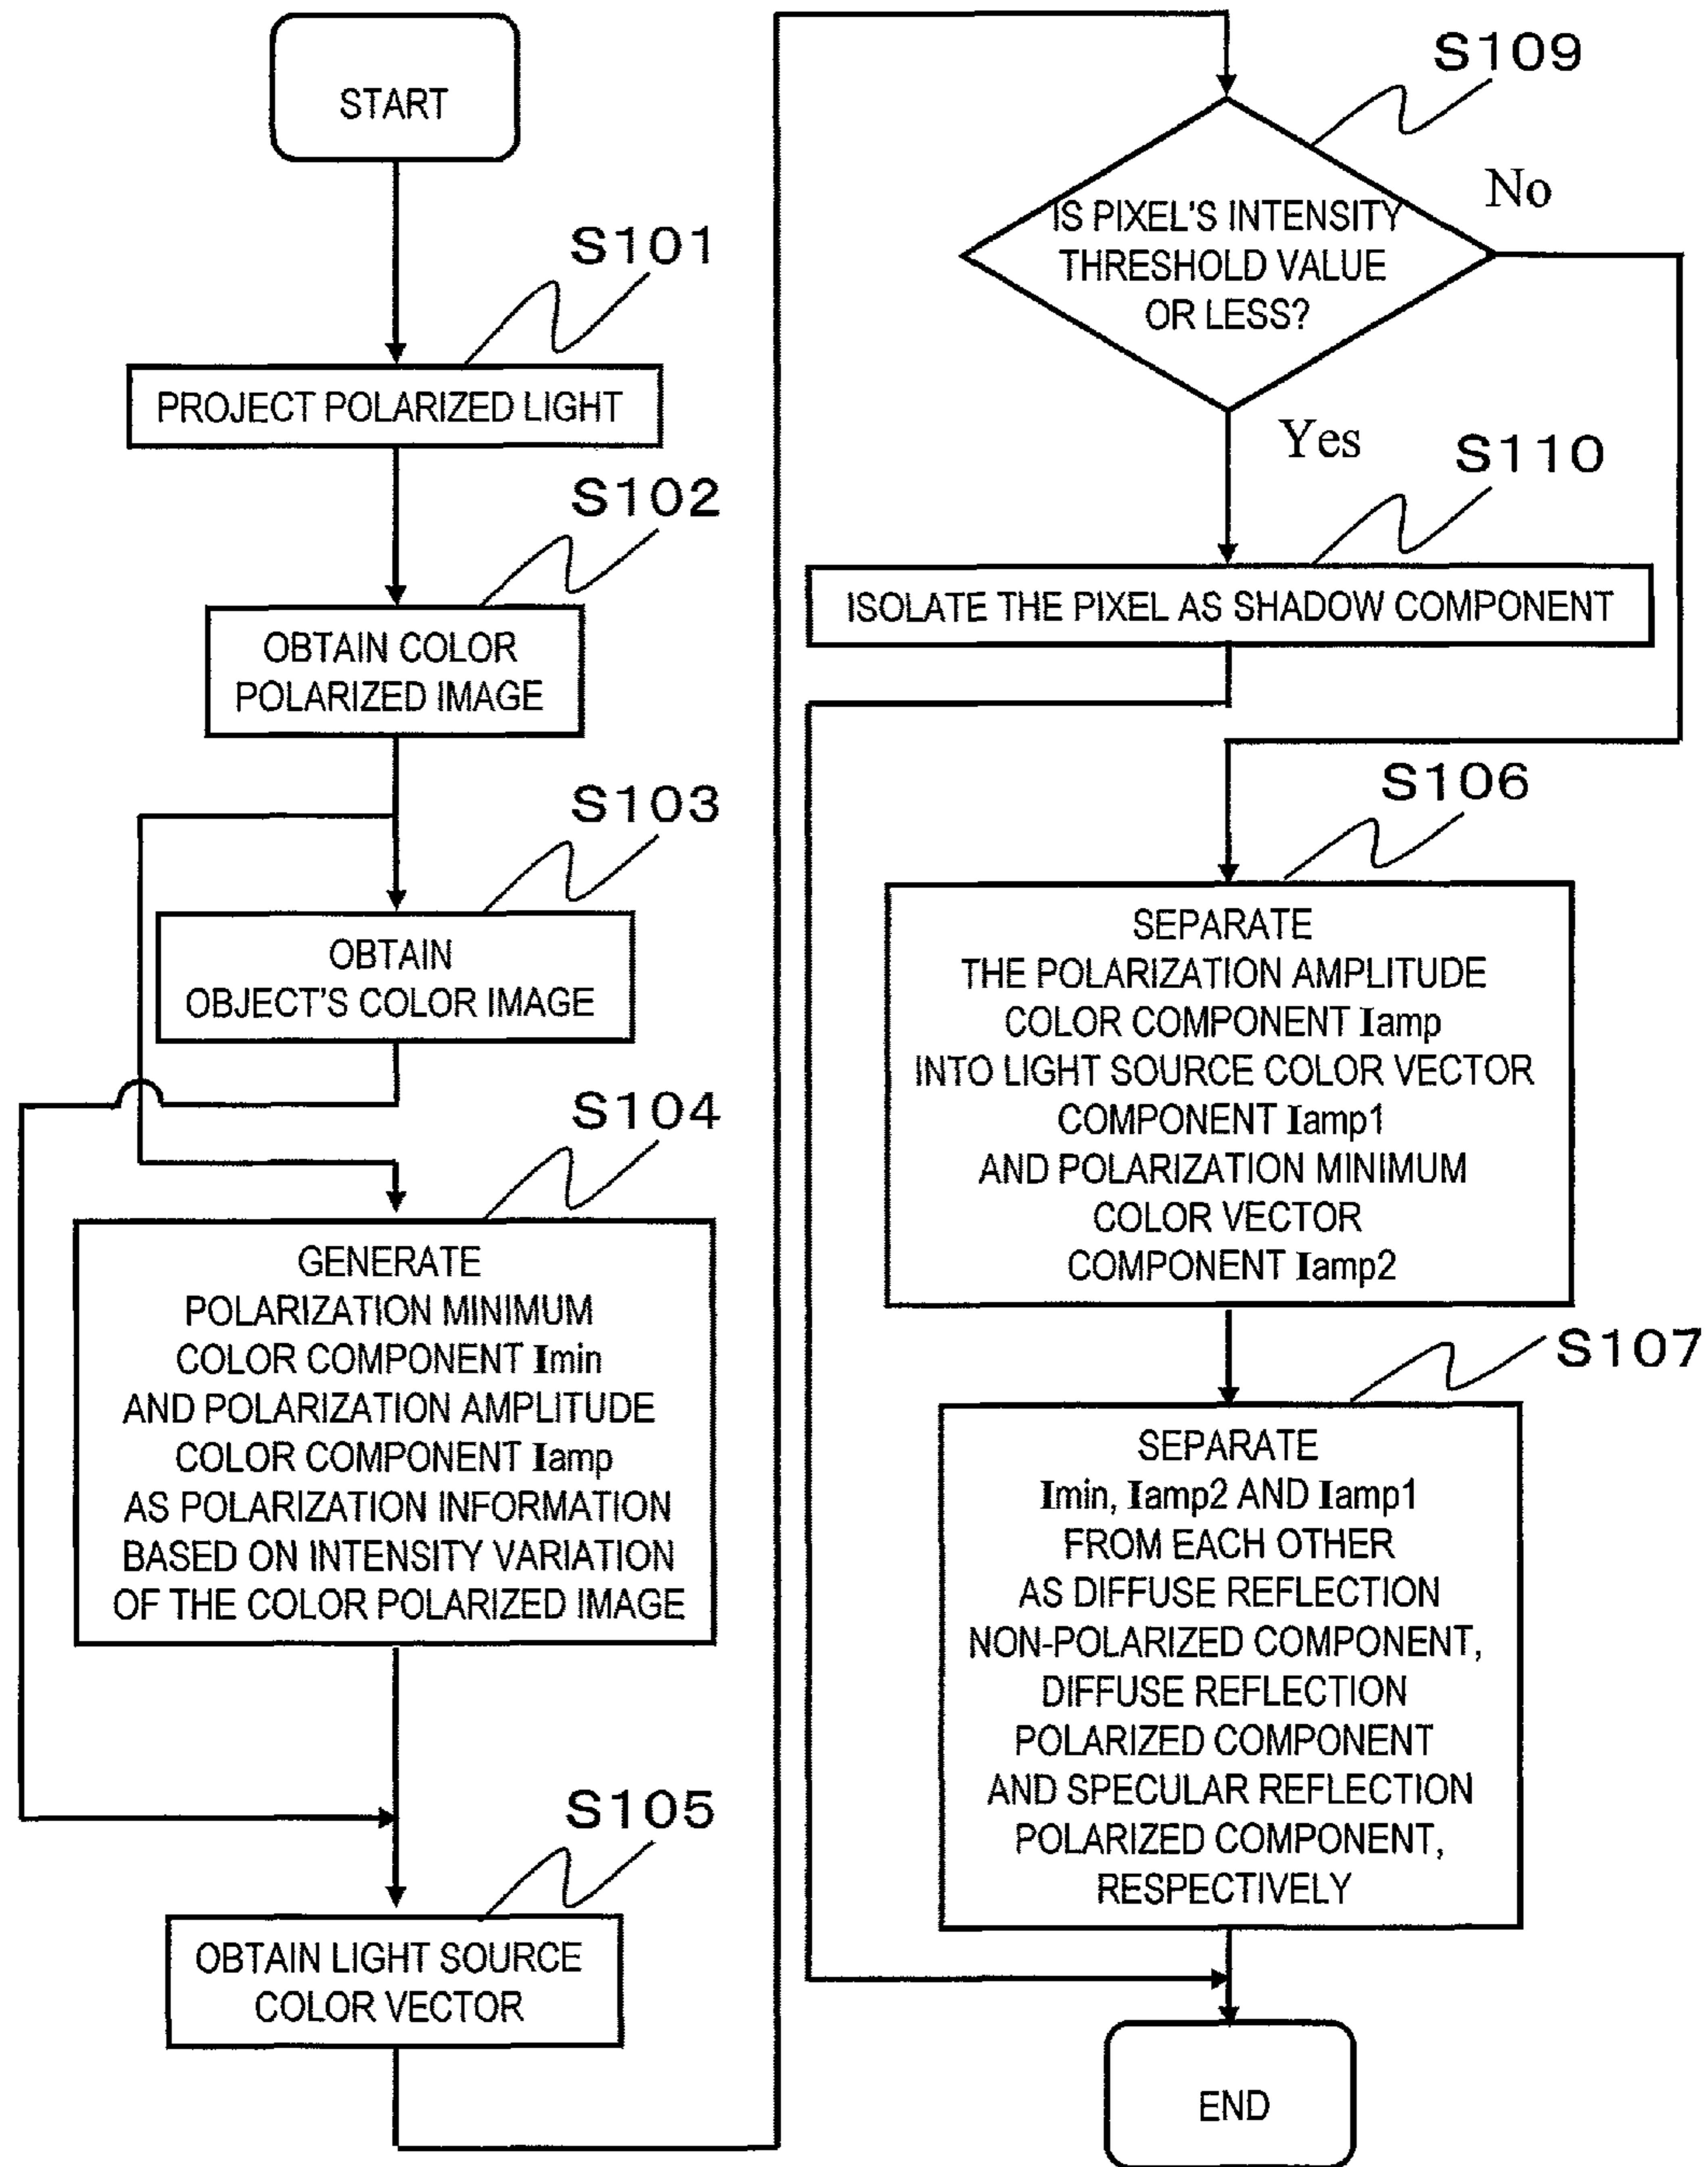 START
S101
PROJECT POLARIZED LIGHT
S102
OBTAIN COLOR
POLARIZED IMAGE
S103
OBTAIN
OBJECT'S COLOR IMAGE
S104
GENERATE
POLARIZATION MINIMUM
COLOR COMPONENT Imin
AND POLARIZATION AMPLITUDE
COLOR COMPONENT Iamp
AS POLARIZATION INFORMATION
BASED ON INTENSITY VARIATION
OF THE COLOR POLARIZED IMAGE
S105
OBTAIN LIGHT SOURCE
COLOR VECTOR
S109
IS PIXEL'S INTENSITY
THRESHOLD VALUE
OR LESS?
No
Yes
S110
ISOLATE THE PIXEL AS SHADOW COMPONENT
S106
SEPARATE
THE POLARIZATION AMPLITUDE
COLOR COMPONENT Iamp
INTO LIGHT SOURCE COLOR VECTOR
COMPONENT Iamp1
AND POLARIZATION MINIMUM
COLOR VECTOR
COMPONENT Iamp2
S107
SEPARATE
Imin, Iamp2 AND Iamp1
FROM EACH OTHER
AS DIFFUSE REFLECTION
NON-POLARIZED COMPONENT,
DIFFUSE REFLECTION
POLARIZED COMPONENT
AND SPECULAR REFLECTION
POLARIZED COMPONENT,
RESPECTIVELY
END